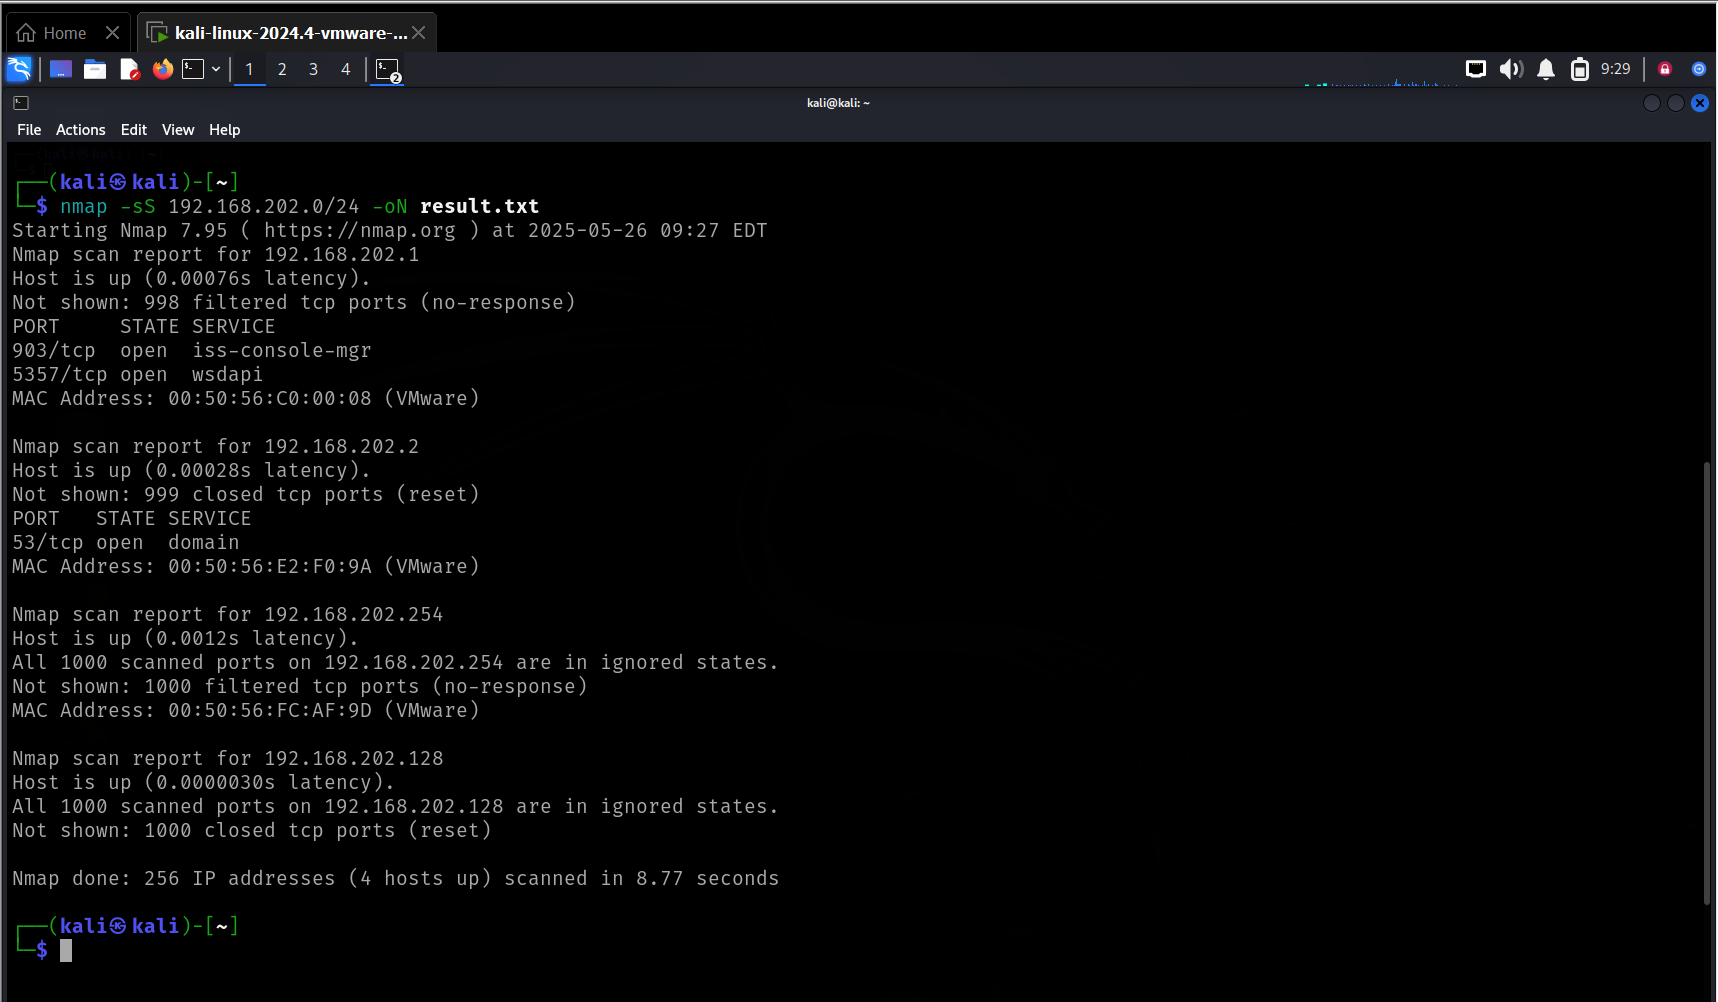 Home
kali-linux-2024.4-vmware-...
1 2 3 4 2 9:29
kali@kali: ~
File Actions Edit View Help
(kali㉿kali)-[~]
$ nmap -sS 192.168.202.0/24 -oN result.txt
Starting Nmap 7.95 ( https://nmap.org ) at 2025-05-26 09:27 EDT
Nmap scan report for 192.168.202.1
Host is up (0.00076s latency).
Not shown: 998 filtered tcp ports (no-response)
PORT     STATE SERVICE
903/tcp  open  iss-console-mgr
5357/tcp open  wsdapi
MAC Address: 00:50:56:C0:00:08 (VMware)
Nmap scan report for 192.168.202.2
Host is up (0.00028s latency).
Not shown: 999 closed tcp ports (reset)
PORT   STATE SERVICE
53/tcp open  domain
MAC Address: 00:50:56:E2:F0:9A (VMware)
Nmap scan report for 192.168.202.254
Host is up (0.0012s latency).
All 1000 scanned ports on 192.168.202.254 are in ignored states.
Not shown: 1000 filtered tcp ports (no-response)
MAC Address: 00:50:56:FC:AF:9D (VMware)
Nmap scan report for 192.168.202.128
Host is up (0.0000030s latency).
All 1000 scanned ports on 192.168.202.128 are in ignored states.
Not shown: 1000 closed tcp ports (reset)
Nmap done: 256 IP addresses (4 hosts up) scanned in 8.77 seconds
(kali㉿kali)-[~]
$